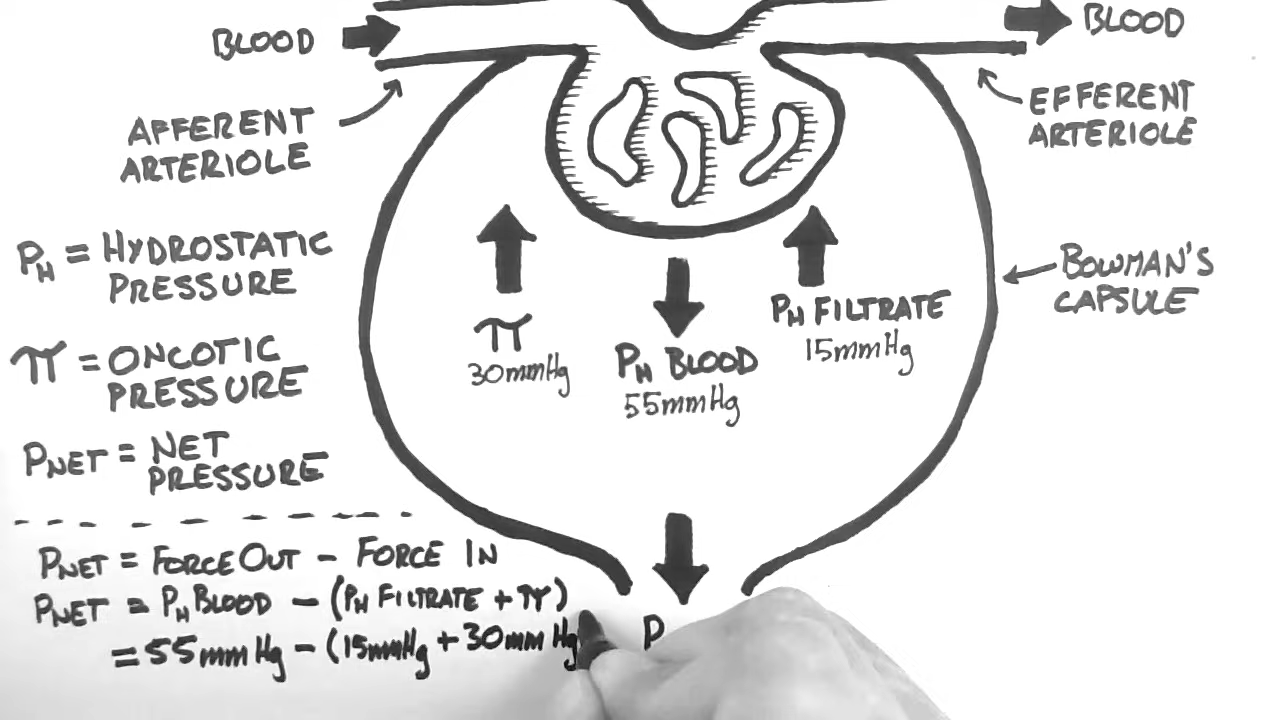 BLOOD
BLOOD
AFFERENT
ARTERIOLE
EFFERENT
ARTERIOLE
PH = HYDROSTATIC
PRESSURE
π = ONCOTIC
PRESSURE
PNET = NET
PRESSURE
π
30mmHg
PH BLOOD
55mmHg
PH FILTRATE
15mmHg
BOWMAN'S
CAPSULE
PNET = FORCE OUT - FORCE IN
PNET = PH BLOOD - (PH FILTRATE + π)
= 55mmHg - (15mmHg + 30mmHg
P